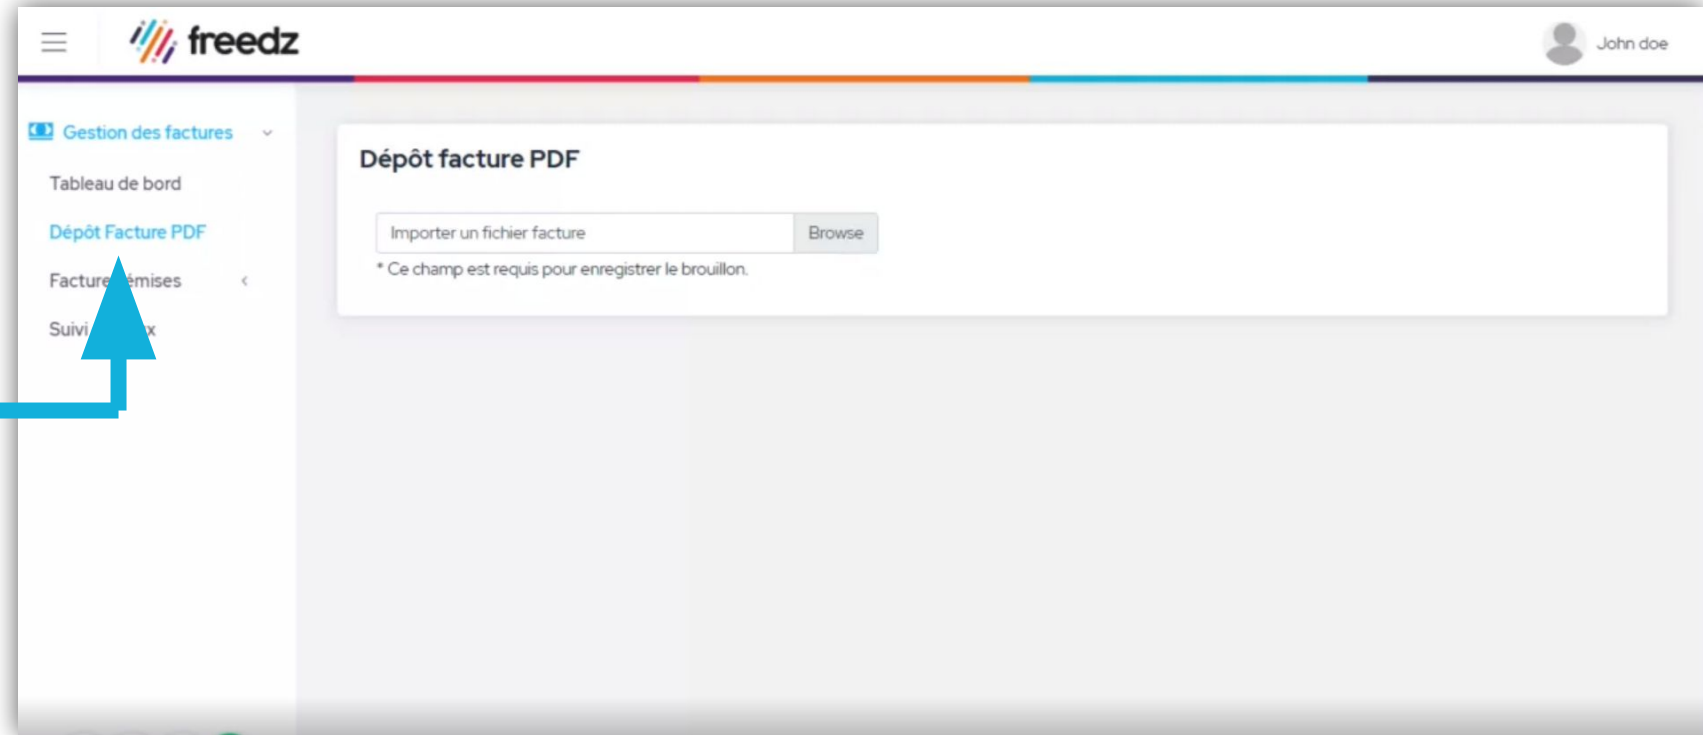 freedz
John doe
Gestion des factures
Tableau de bord
Dépôt Facture PDF
émises
Suivi
Dépôt facture PDF
Importer un fichier facture
Browse
* Ce champ est requis pour enregistrer le brouillon.